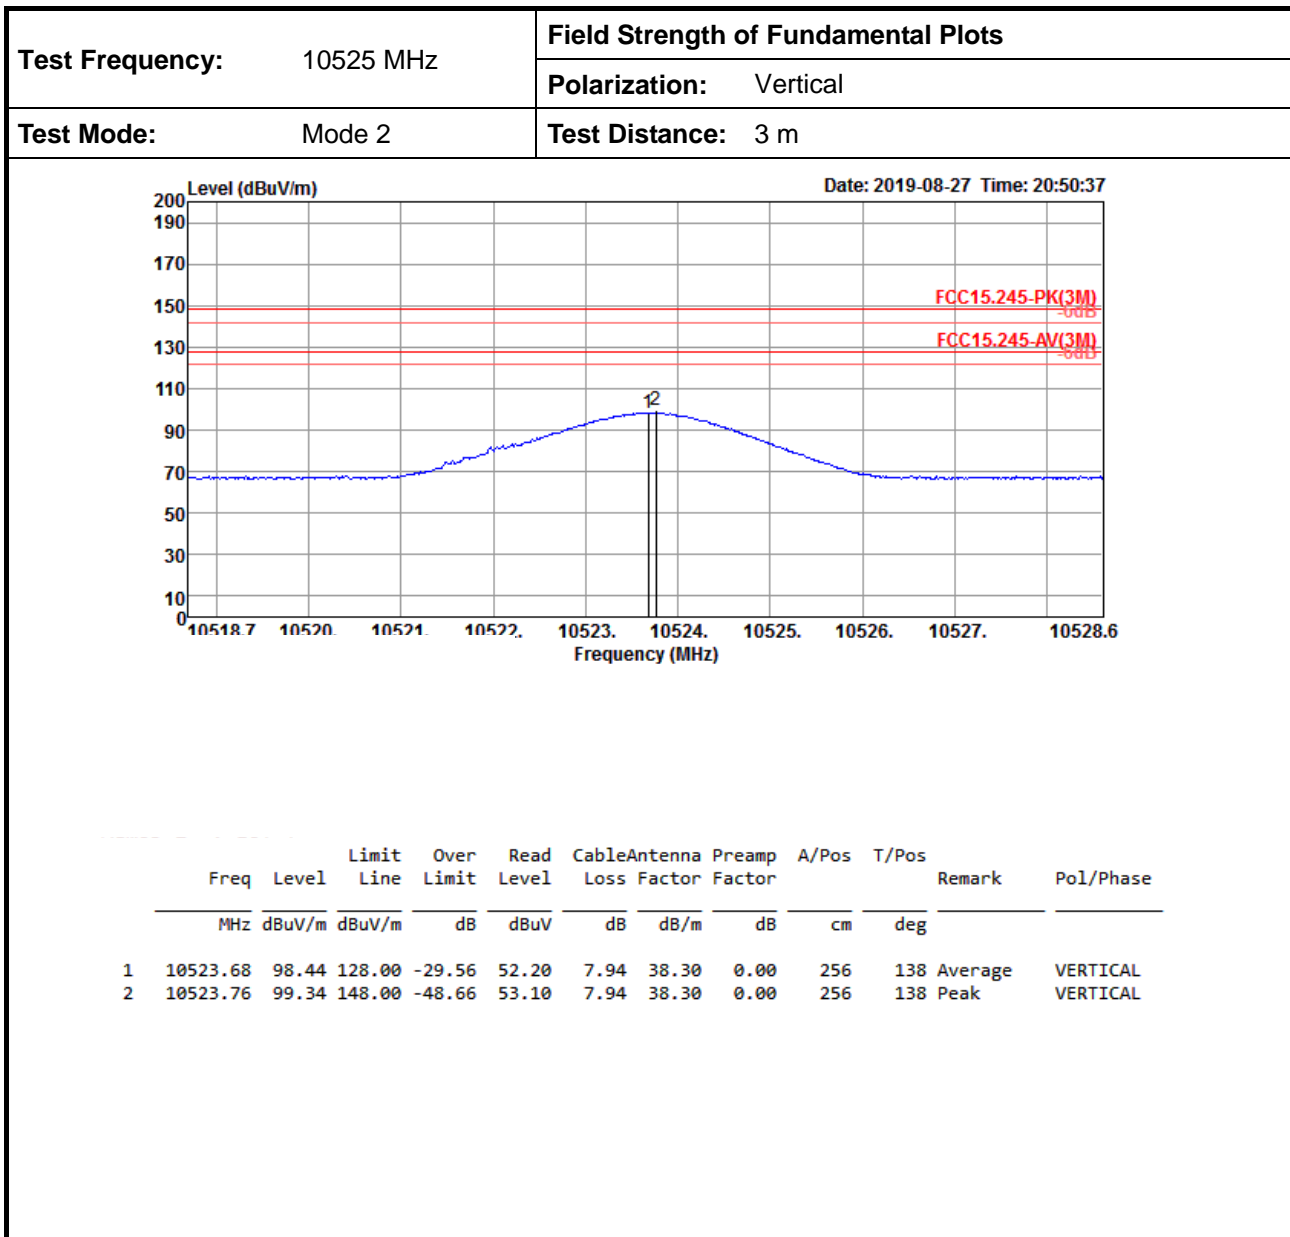 Test Frequency: 10525 MHz
Field Strength of Fundamental Plots
Polarization: Vertical
Test Mode: Mode 2
Test Distance: 3 m
Level (dBuV/m)
Date: 2019-08-27 Time: 20:50:37
200
190
170
150
130
110
90
70
50
30
10
0
FCC15.245-PK(3M)
-6dB
FCC15.245-AV(3M)
-6dB
1 2
10518.7 10520. 10521. 10522. 10523. 10524. 10525. 10526. 10527. 10528.6
Frequency (MHz)
Limit Over Read CableAntenna Preamp A/Pos T/Pos
Freq Level Line Limit Level Loss Factor Factor Remark Pol/Phase
MHz dBuV/m dBuV/m dB dBuV dB dB/m dB cm deg
1 10523.68 98.44 128.00 -29.56 52.20 7.94 38.30 0.00 256 138 Average VERTICAL
2 10523.76 99.34 148.00 -48.66 53.10 7.94 38.30 0.00 256 138 Peak VERTICAL